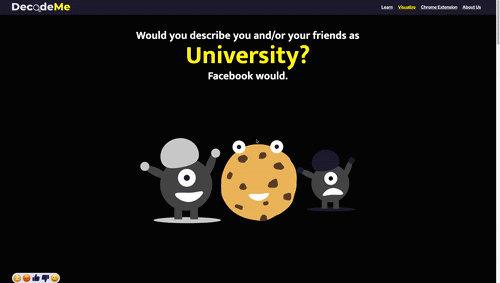 DecodeMe
Learn Visualize Chrome Extension About Us
Would you describe you and/or your friends as
University?
Facebook would.